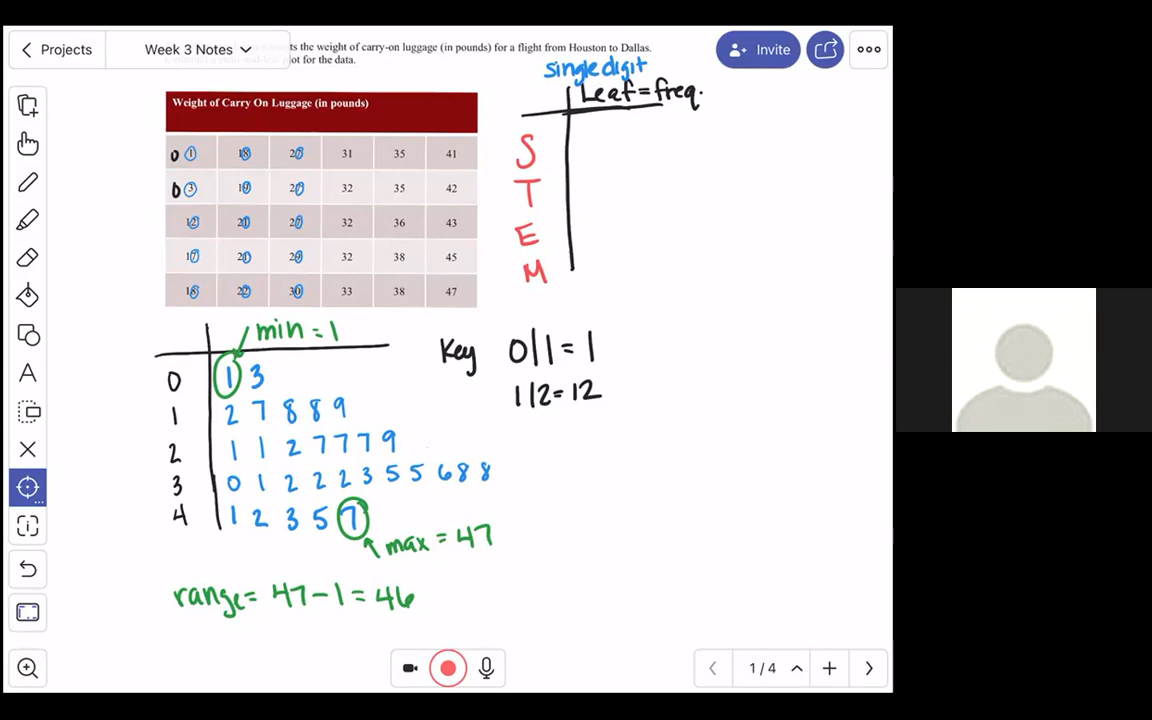 Projects
Week 3 Notes
ts the weight of carry-on luggage (in pounds) for a flight from Houston to Dallas.
ot for the data.
Invite
single digit
Leaf = freq.
Weight of Carry On Luggage (in pounds)
0 1 18 27 31 35 41
0 3 19 27 32 35 42
12 21 27 32 36 43
17 21 29 32 38 45
18 22 30 33 38 47
S
T
E
M
min = 1
Key 0|1 = 1
1|2 = 12
0 1 3
1 2 7 8 8 9
2 1 1 2 7 7 7 9
3 0 1 2 2 2 3 5 5 6 8 8
4 1 2 3 5 7
max = 47
range = 47 - 1 = 46
1 / 4